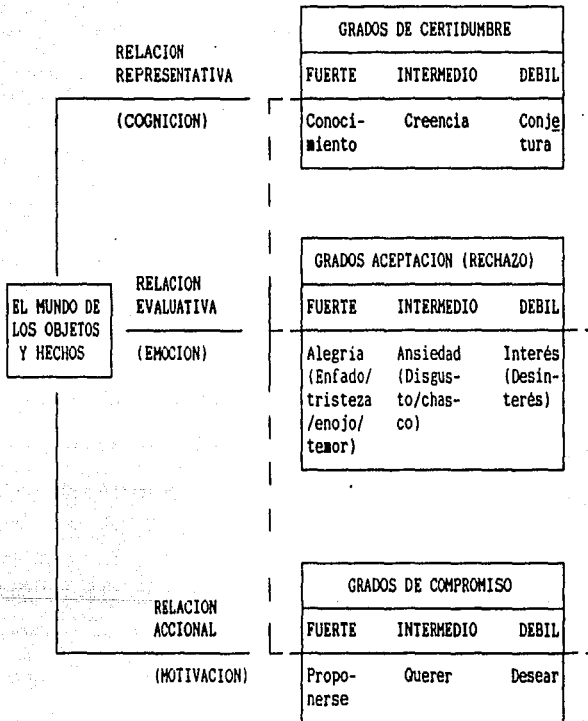 GRADOS DE CERTIDUMBRE
RELACION
REPRESENTATIVA
FUERTE INTERMEDIO DEBIL
(COGNICION)
Conoci- Creencia Conje
miento tura
GRADOS ACEPTACION (RECHAZO)
RELACION
EVALUATIVA
FUERTE INTERMEDIO DEBIL
EL MUNDO DE
LOS OBJETOS
Y HECHOS
(EMOCION)
Alegría Ansiedad Interés
(Enfado/ (Disgus- (Desin-
tristeza to/chas- terés)
/enojo/ co)
temor)
GRADOS DE COMPROMISO
RELACION
ACCIONAL
FUERTE INTERMEDIO DEBIL
(MOTIVACION)
Propo- Querer Desear
nerse